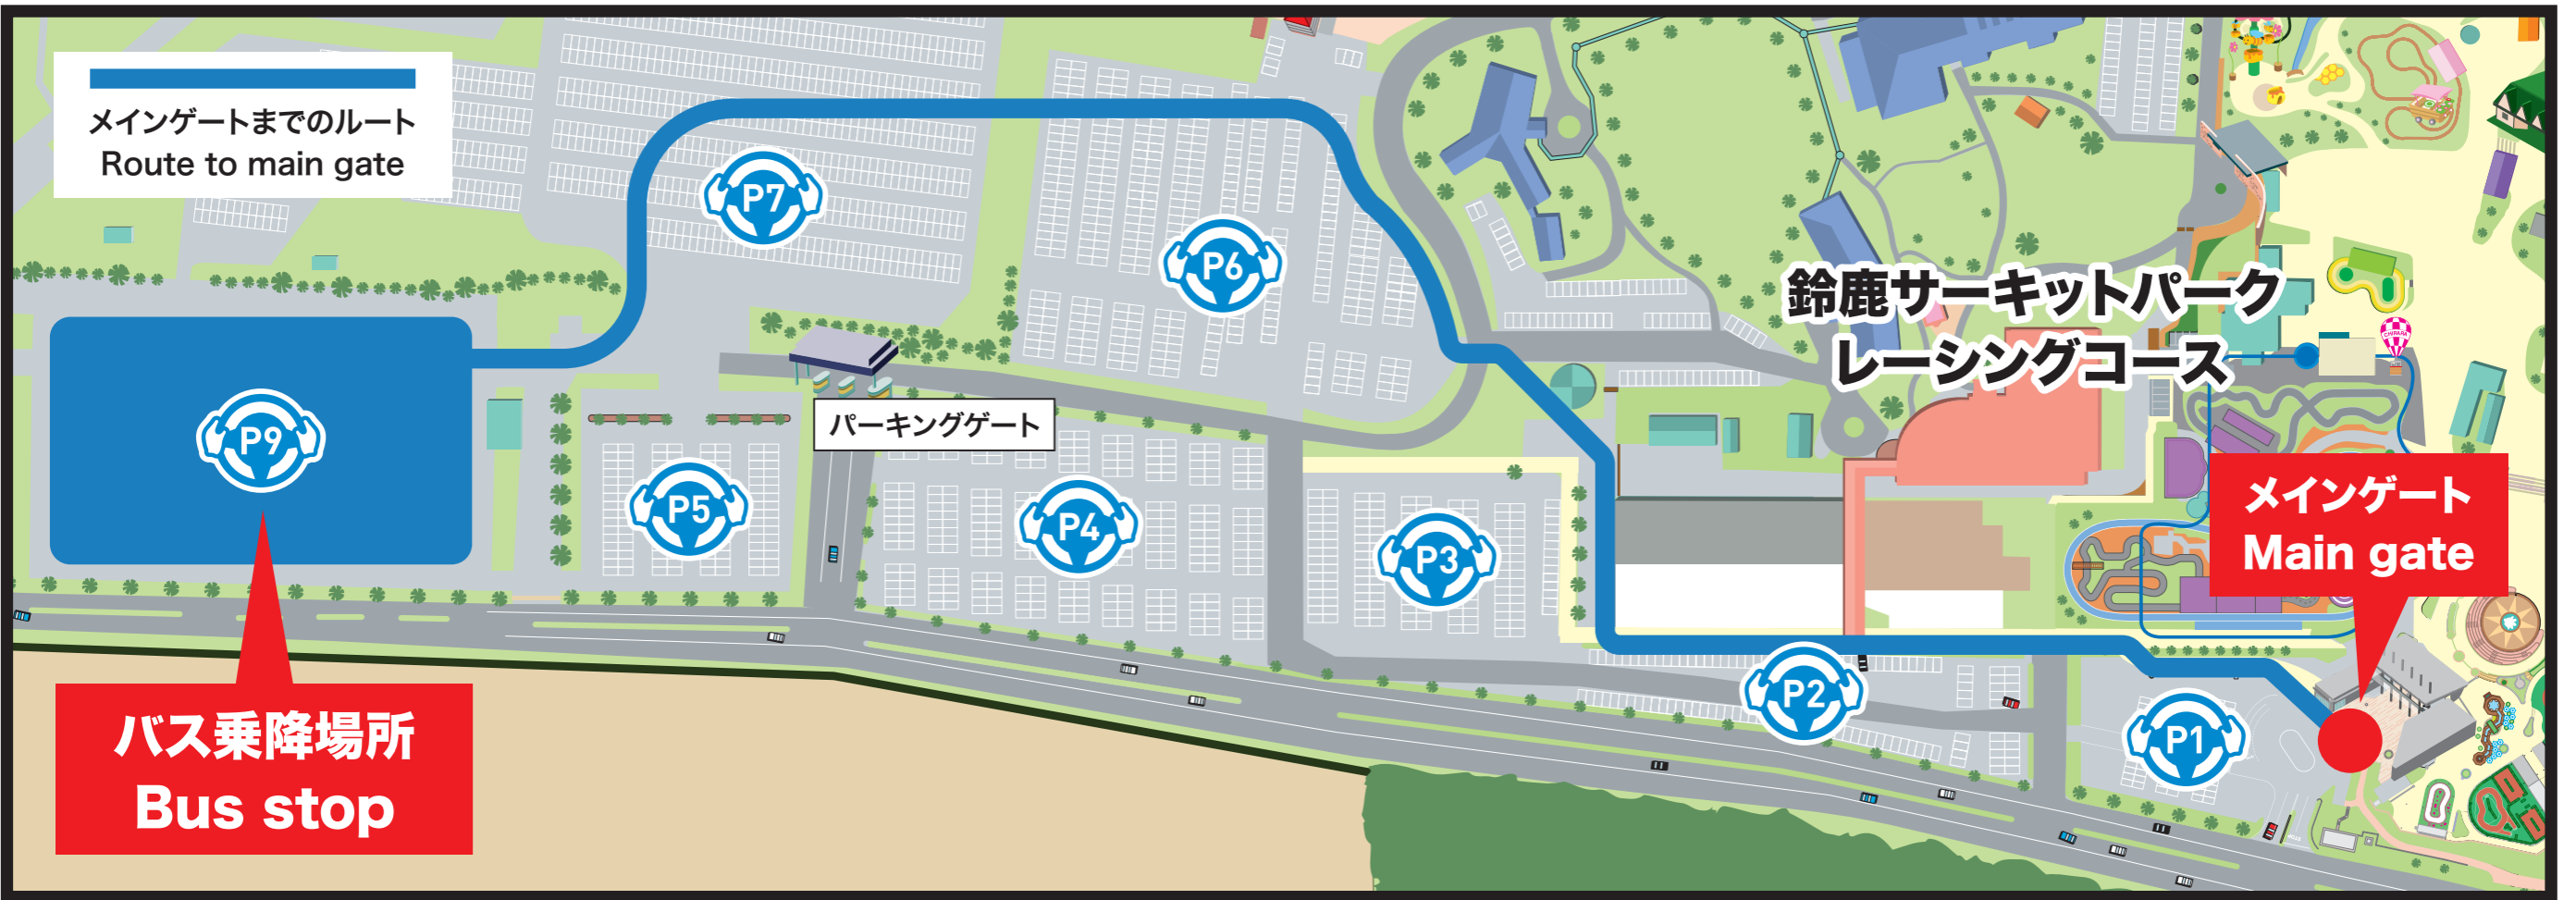 メインゲートまでのルート
Route to main gate
P7
P6
鈴鹿サーキットパーク
レーシングコース
CHIPARA
パーキングゲート
P9
P5
P4
P3
メインゲート
Main gate
P2
P1
バス乗降場所
Bus stop